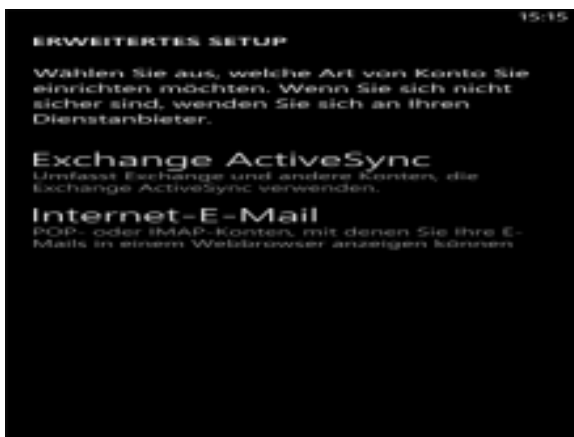 15:15
ERWEITERTES SETUP
Wählen Sie aus, welche Art von Konto Sie
einrichten möchten. Wenn Sie sich nicht
sicher sind, wenden Sie sich an Ihren
Dienstanbieter.
Exchange ActiveSync
Umfasst Exchange und andere Konten, die
Exchange ActiveSync verwenden.
Internet-E-Mail
POP- oder IMAP-Konten, mit denen Sie Ihre E-
Mails in einem Webbrowser anzeigen können